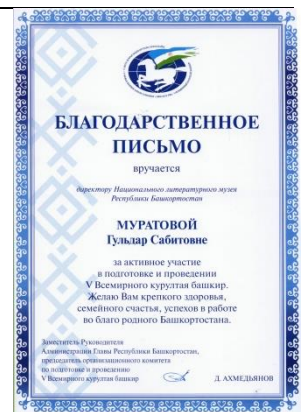 БЛАГОДАРСТВЕННОЕ
ПИСЬМО
вручается
директору Национального литературного музея
Республики Башкортостан
МУРАТОВОЙ
Гульдар Сабитовне
за активное участие
в подготовке и проведении
V Всемирного курултая башкир.
Желаю Вам крепкого здоровья,
семейного счастья, успехов в работе
во благо родного Башкортостана.
Заместитель Руководителя
Администрации Главы Республики Башкортостан,
председатель организационного комитета
по подготовке и проведению
V Всемирного курултая башкир
Д. АХМЕДЬЯНОВ